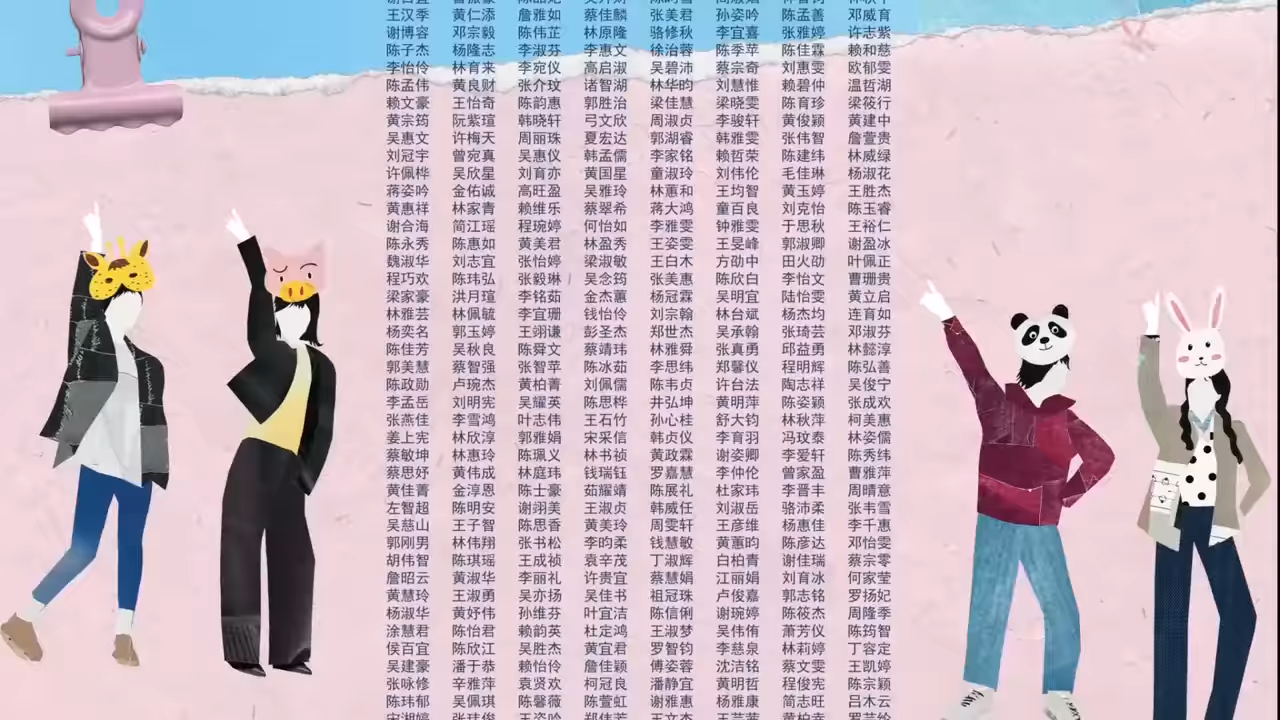 王汉季 黄仁添 詹雅如 蔡佳麟 张美君 孙姿吟 陈孟善 邓威育
谢博容 邓宗毅 陈伟芷 林原隆 骆修秋 李宜喜 张雅婷 许志紫
陈子杰 杨隆志 李淑芬 李惠文 徐治蓉 陈季苹 陈佳霖 赖和慈
李怡伶 林育来 李宛仪 高启淑 吴碧沛 蔡宗奇 刘惠雯 欧郁雯
陈孟伟 黄良财 张介玟 诸智湖 林华昀 刘慧惟 赖碧仲 温哲湖
赖文豪 王怡奇 陈韵惠 郭胜治 梁佳慧 梁晓雯 陈育珍 梁筱行
黄宗筠 阮紫瑄 韩晓轩 弓文欣 周淑贞 李骏轩 黄俊颖 黄建中
吴惠文 许梅天 周丽珠 夏宏达 郭湖睿 韩雅雯 张伟智 詹萱贵
刘冠宇 曾宛真 吴惠仪 韩孟儒 李家铭 赖哲荣 陈建纬 林威绿
许佩桦 吴欣星 刘育亦 黄国星 童淑玲 刘伟伦 毛佳琳 杨淑花
蒋姿吟 金佑诚 高旺盈 吴雅玲 林蕙和 王均智 黄玉婷 王胜杰
黄惠祥 林家青 赖维乐 蔡翠希 蒋大鸿 童百良 刘克怡 陈玉睿
谢合海 简江瑶 程琬婷 何怡如 李雅雯 钟雅雯 于思秋 王裕仁
陈永秀 陈惠如 黄美君 林盈秀 王姿雯 王旻峰 郭淑卿 谢盈冰
魏淑华 刘志宜 张怡婷 梁淑敏 王白木 方劭中 田火劭 叶佩正
程巧欢 陈玮弘 张毅琳 吴念筠 张美惠 陈欣白 李怡文 曹珊贵
梁家豪 洪月瑄 李铭茹 金杰蕙 杨冠霖 吴明宜 陆怡雯 黄立启
林雅芸 林佩毓 李宜珊 钱怡伶 刘宗翰 林台斌 杨杰均 连育如
杨奕名 郭玉婷 王翊谦 彭圣杰 郑世杰 吴承翰 张琦芸 邓淑芬
陈佳芳 吴秋良 陈舜文 蔡靖玮 林雅舜 张真勇 邱益勇 林懿淳
郭美慧 蔡智强 张智苹 陈冰茹 李思纬 郑馨仪 程明辉 陈弘善
陈政勋 卢琬杰 黄柏菁 刘佩儒 陈韦贞 许台法 陶志祥 吴俊宁
李孟岳 刘明宪 吴耀英 陈思桦 井弘坤 黄明萍 陈姿颖 张成欢
张燕佳 李雪鸿 叶志伟 王石竹 孙心桂 舒大钧 林秋萍 柯美惠
姜上宪 林欣淳 郭雅娟 宋采信 韩贞仪 李育羽 冯玟泰 林姿儒
蔡敏坤 林惠玲 陈珮义 林书祯 黄政霖 谢姿卿 李爱轩 陈秀纬
蔡思妤 黄伟成 林庭玮 钱瑞钰 罗嘉慧 李仲伦 曾家盈 曹雅萍
黄佳菁 金淳恩 陈士豪 茹耀靖 陈展礼 杜家玮 李晋丰 周晴意
左智超 陈明安 谢翊美 王淑贞 韩威任 刘淑岳 骆沛柔 张韦雪
吴慈山 王子智 陈思香 黄美玲 周雯轩 王彦维 杨惠佳 李千惠
郭刚男 林伟翔 张书松 李昀柔 钱慧敏 黄蕙昀 陈彦达 邓怡雯
胡伟智 陈琪瑶 王成祯 袁辛茂 丁淑辉 白柏青 谢佳瑞 蔡宗零
詹昭云 黄淑华 李丽礼 许贵宜 蔡慧娟 江丽娟 刘育冰 何家莹
黄慧玲 王淑勇 吴亦扬 吴佳书 祖冠珠 卢俊嘉 郭志铭 罗扬妃
杨淑华 黄妤伟 孙维芬 叶宜洁 陈信俐 谢琬婷 陈筱杰 周隆季
涂慧君 陈怡君 赖韵英 杜定鸿 王淑梦 吴伟侑 萧芳仪 陈筠智
侯百宜 陈欣江 吴胜杰 黄宜君 罗智钧 李慈泉 林莉婷 丁容定
吴建豪 潘于恭 赖怡伶 詹佳颖 傅姿蓉 沈洁铭 蔡文雯 王凯婷
张咏修 辛雅萍 袁贤欢 柯冠良 潘静宜 黄明哲 程俊宪 陈宗颖
陈玮郁 吴佩琪 陈馨薇 陈萱虹 谢雅惠 杨雅康 简志旺 吕木云